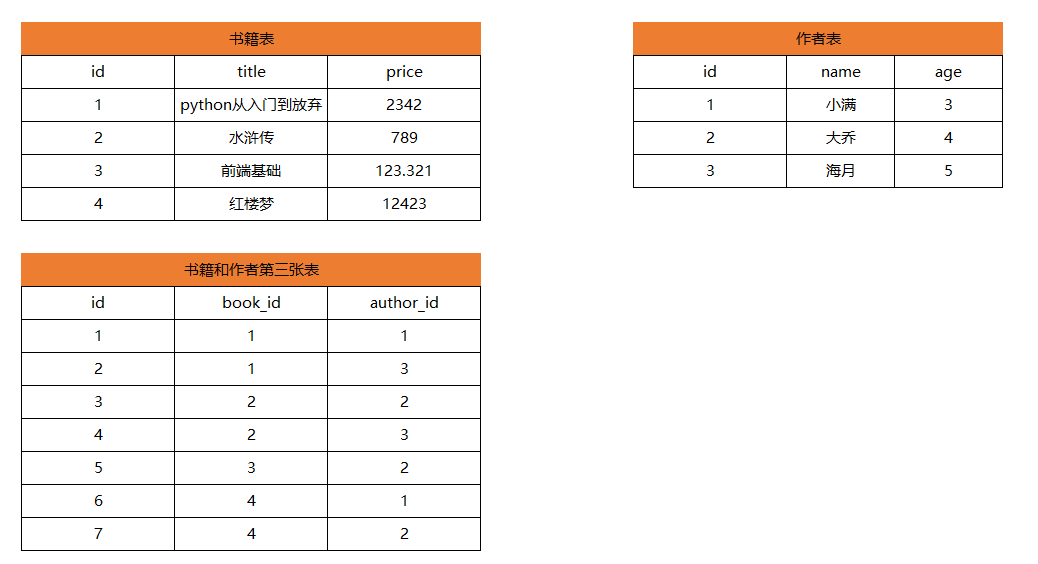 书籍表
id title price
1 python从入门到放弃 2342
2 水浒传 789
3 前端基础 123.321
4 红楼梦 12423
作者表
id name age
1 小满 3
2 大乔 4
3 海月 5
书籍和作者第三张表
id book_id author_id
1 1 1
2 1 3
3 2 2
4 2 3
5 3 2
6 4 1
7 4 2